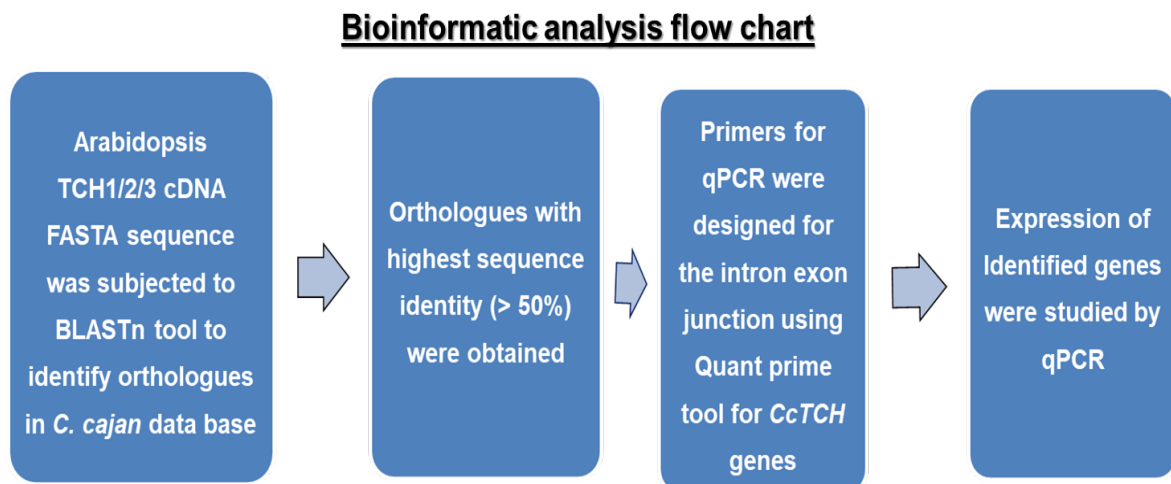 Bioinformatic analysis flow chart
Arabidopsis
TCH1/2/3 cDNA
FASTA sequence
was subjected to
BLASTn tool to
identify orthologues
in C. cajan data base
Orthologues with
highest sequence
identity (> 50%)
were obtained
Primers for
qPCR were
designed for
the intron exon
junction using
Quant prime
tool for CcTCH
genes
Expression of
Identified genes
were studied by
qPCR